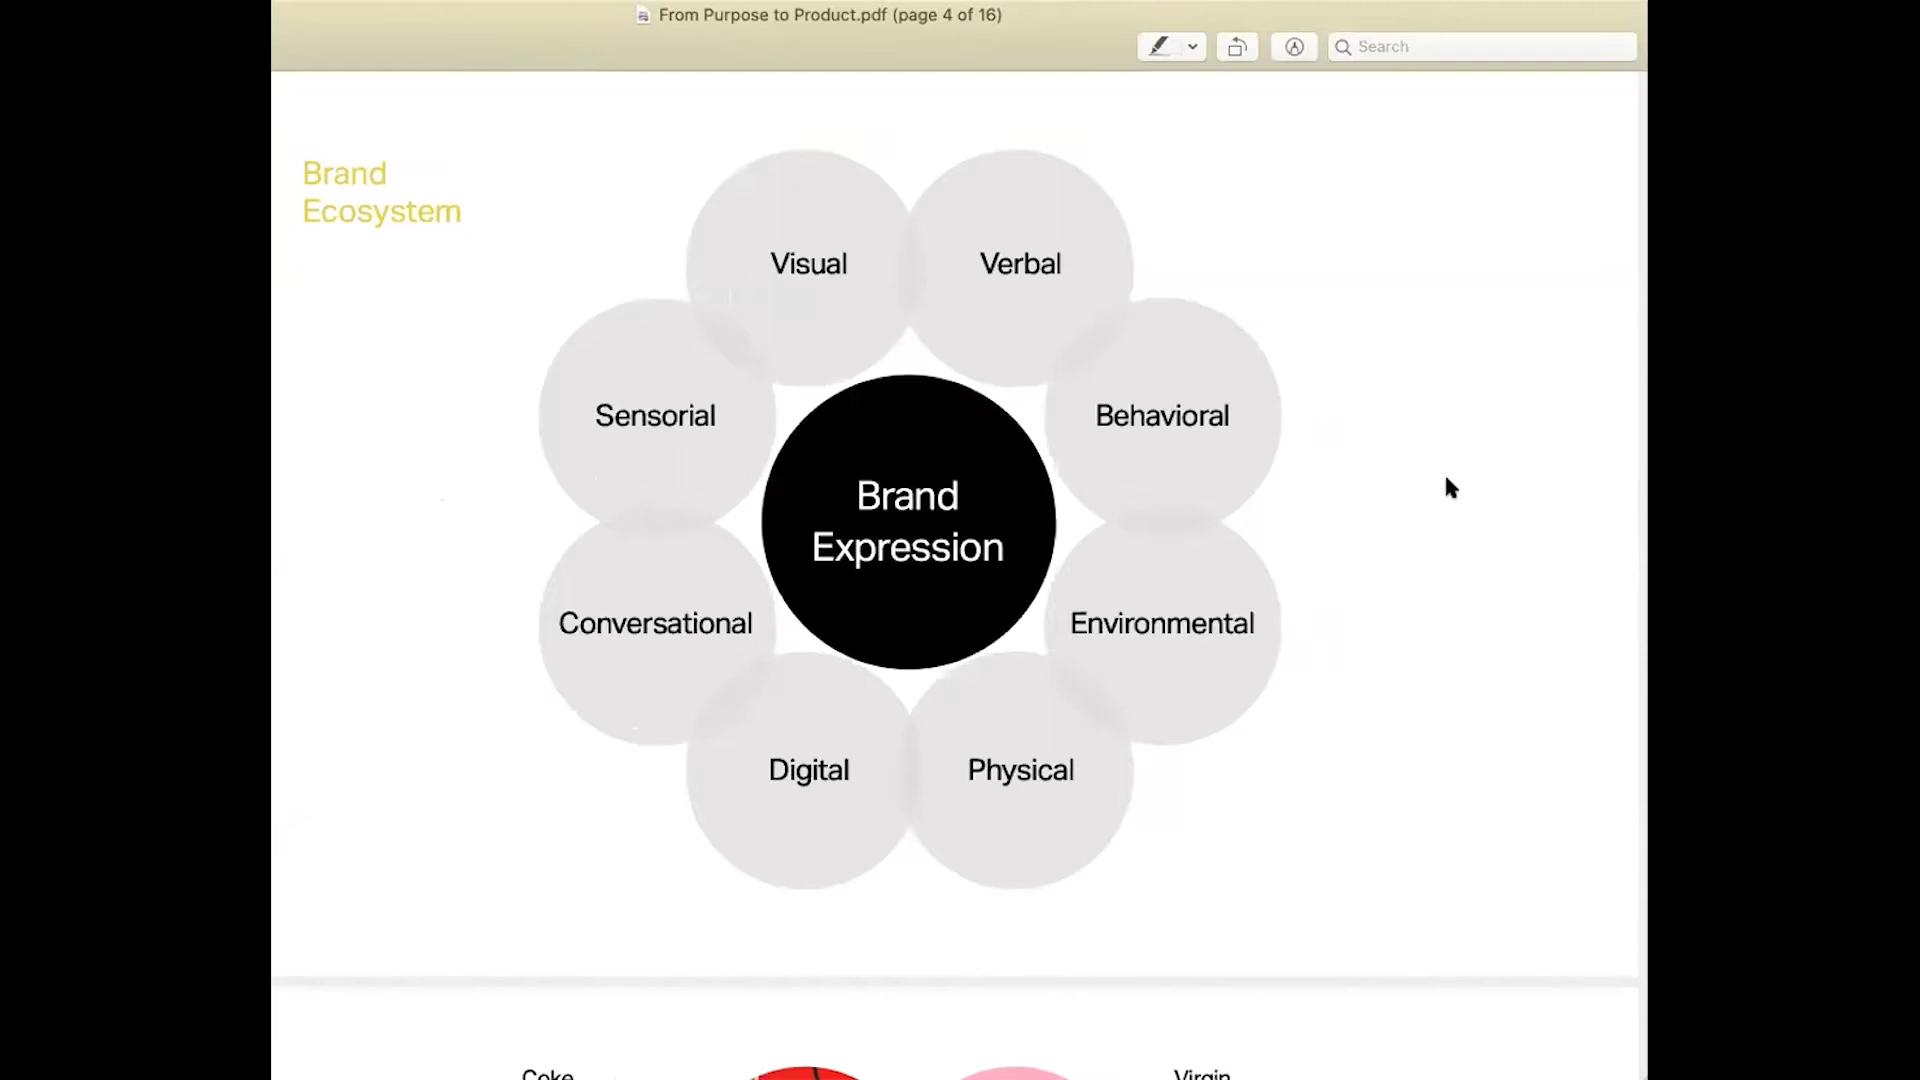 From Purpose to Product.pdf (page 4 of 16)
Search
Brand
Ecosystem
Visual
Verbal
Sensorial
Behavioral
Brand
Expression
Conversational
Environmental
Digital
Physical
Coke
Virgin